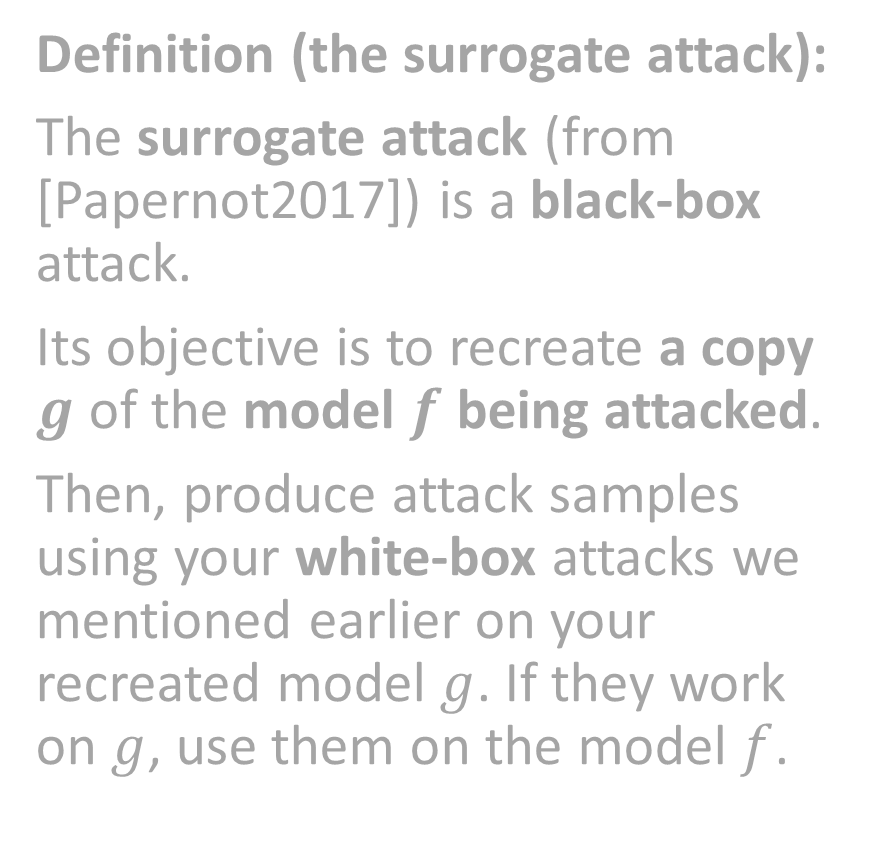 Definition (the surrogate attack):
The surrogate attack (from
[Papernot2017]) is a black-box
attack.
Its objective is to recreate a copy
g of the model f being attacked.
Then, produce attack samples
using your white-box attacks we
mentioned earlier on your
recreated model g. If they work
on g, use them on the model f.